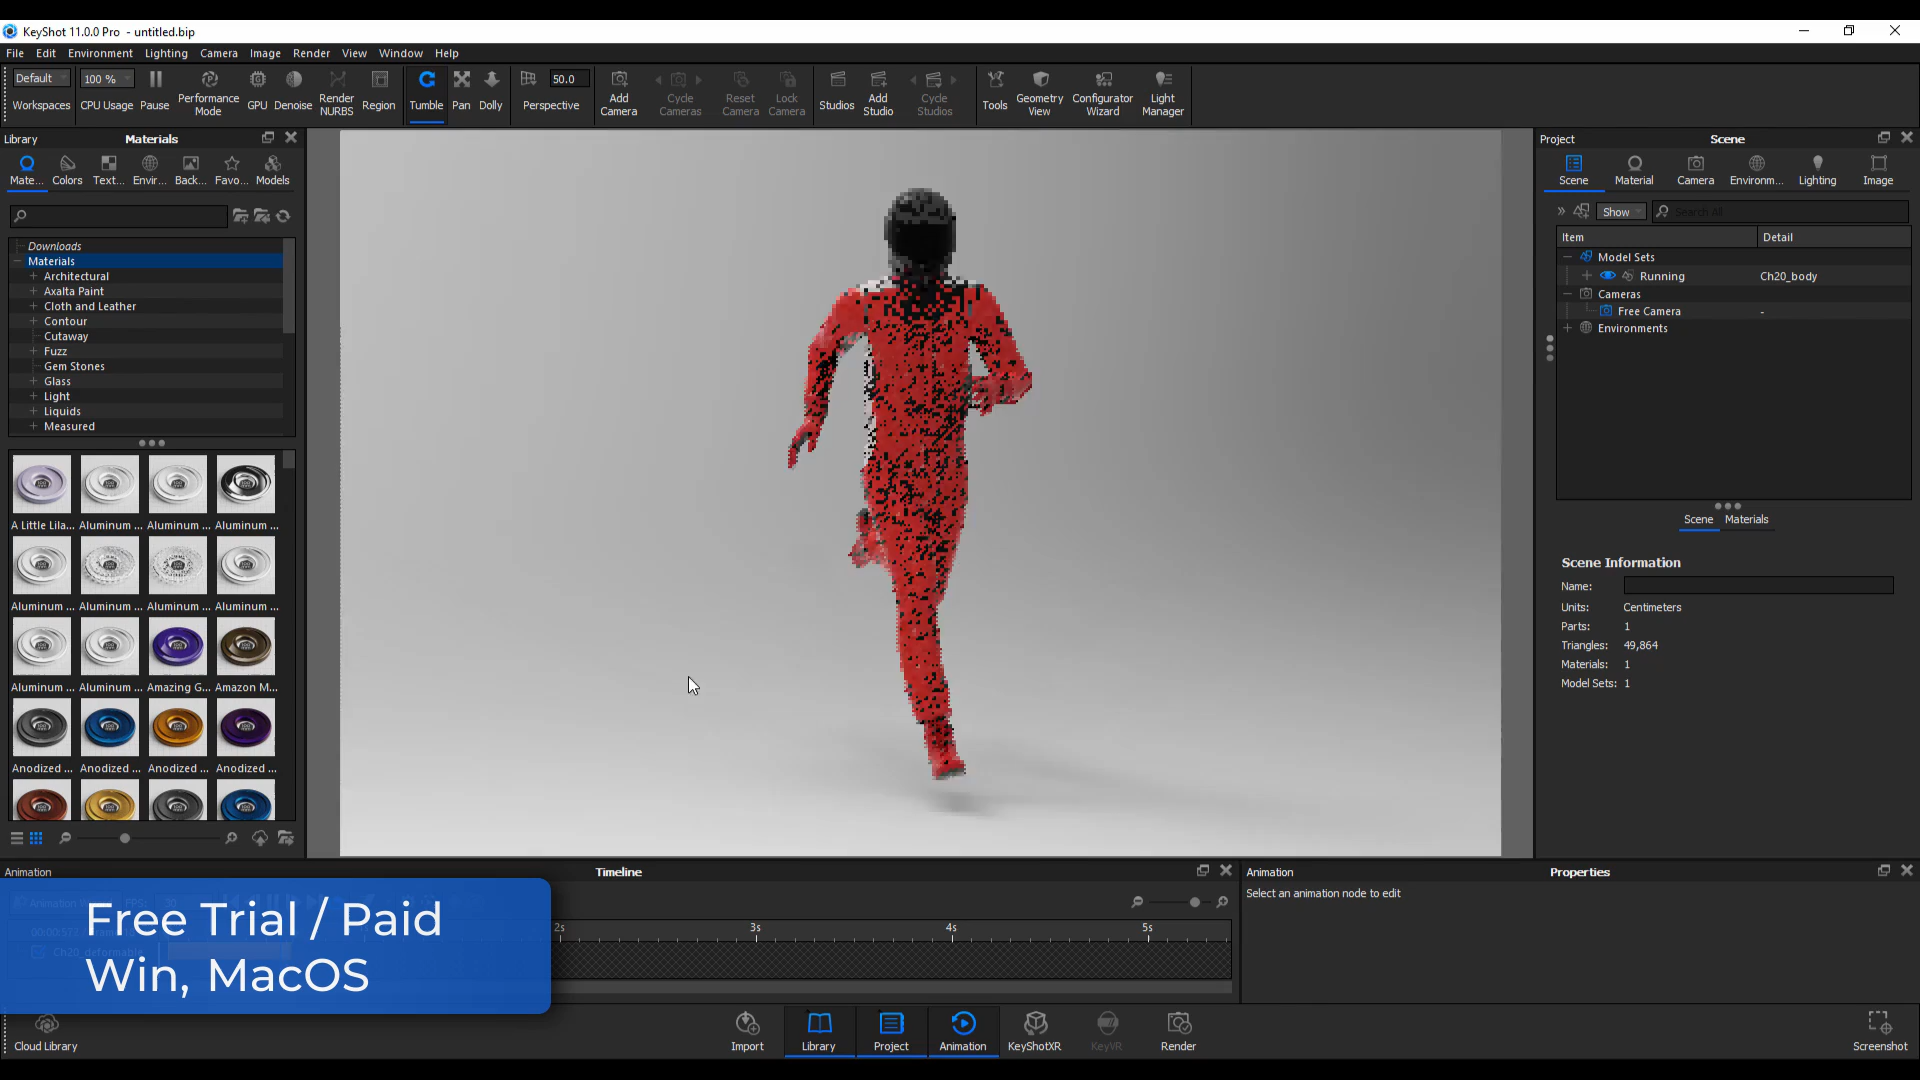 KeyShot 11.0.0 Pro - untitled.bip
File Edit Environment Lighting Camera Image Render View Window Help
Default 100 % 50.0
Workspaces CPU Usage Pause Performance Mode GPU Denoise Render NURBS Region Tumble Pan Dolly Perspective Add Camera Cycle Cameras Reset Camera Lock Camera Studios Add Studio Cycle Studios Tools Geometry View Configurator Wizard Light Manager
Library Materials
Mate... Colors Text... Envir... Back... Favo... Models
Downloads
Materials
Architectural
Axalta Paint
Cloth and Leather
Contour
Cutaway
Fuzz
Gem Stones
Glass
Light
Liquids
Measured
A Little Lila... Aluminum ... Aluminum ... Aluminum ...
Aluminum ... Aluminum ... Aluminum ... Aluminum ...
Aluminum ... Aluminum ... Amazing G... Amazon M...
Anodized ... Anodized ... Anodized ... Anodized ...
Project Scene
Scene Material Camera Environm... Lighting Image
Show Search All
Item Detail
Model Sets
Running Ch20_body
Cameras
Free Camera -
Environments
Scene Materials
Scene Information
Name:
Units: Centimeters
Parts: 1
Triangles: 49,864
Materials: 1
Model Sets: 1
Animation Timeline
2s 3s 4s 5s
Animation Properties
Select an animation node to edit
Free Trial / Paid
Win, MacOS
Cloud Library Import Library Project Animation KeyShotXR KeyVR Render Screenshot